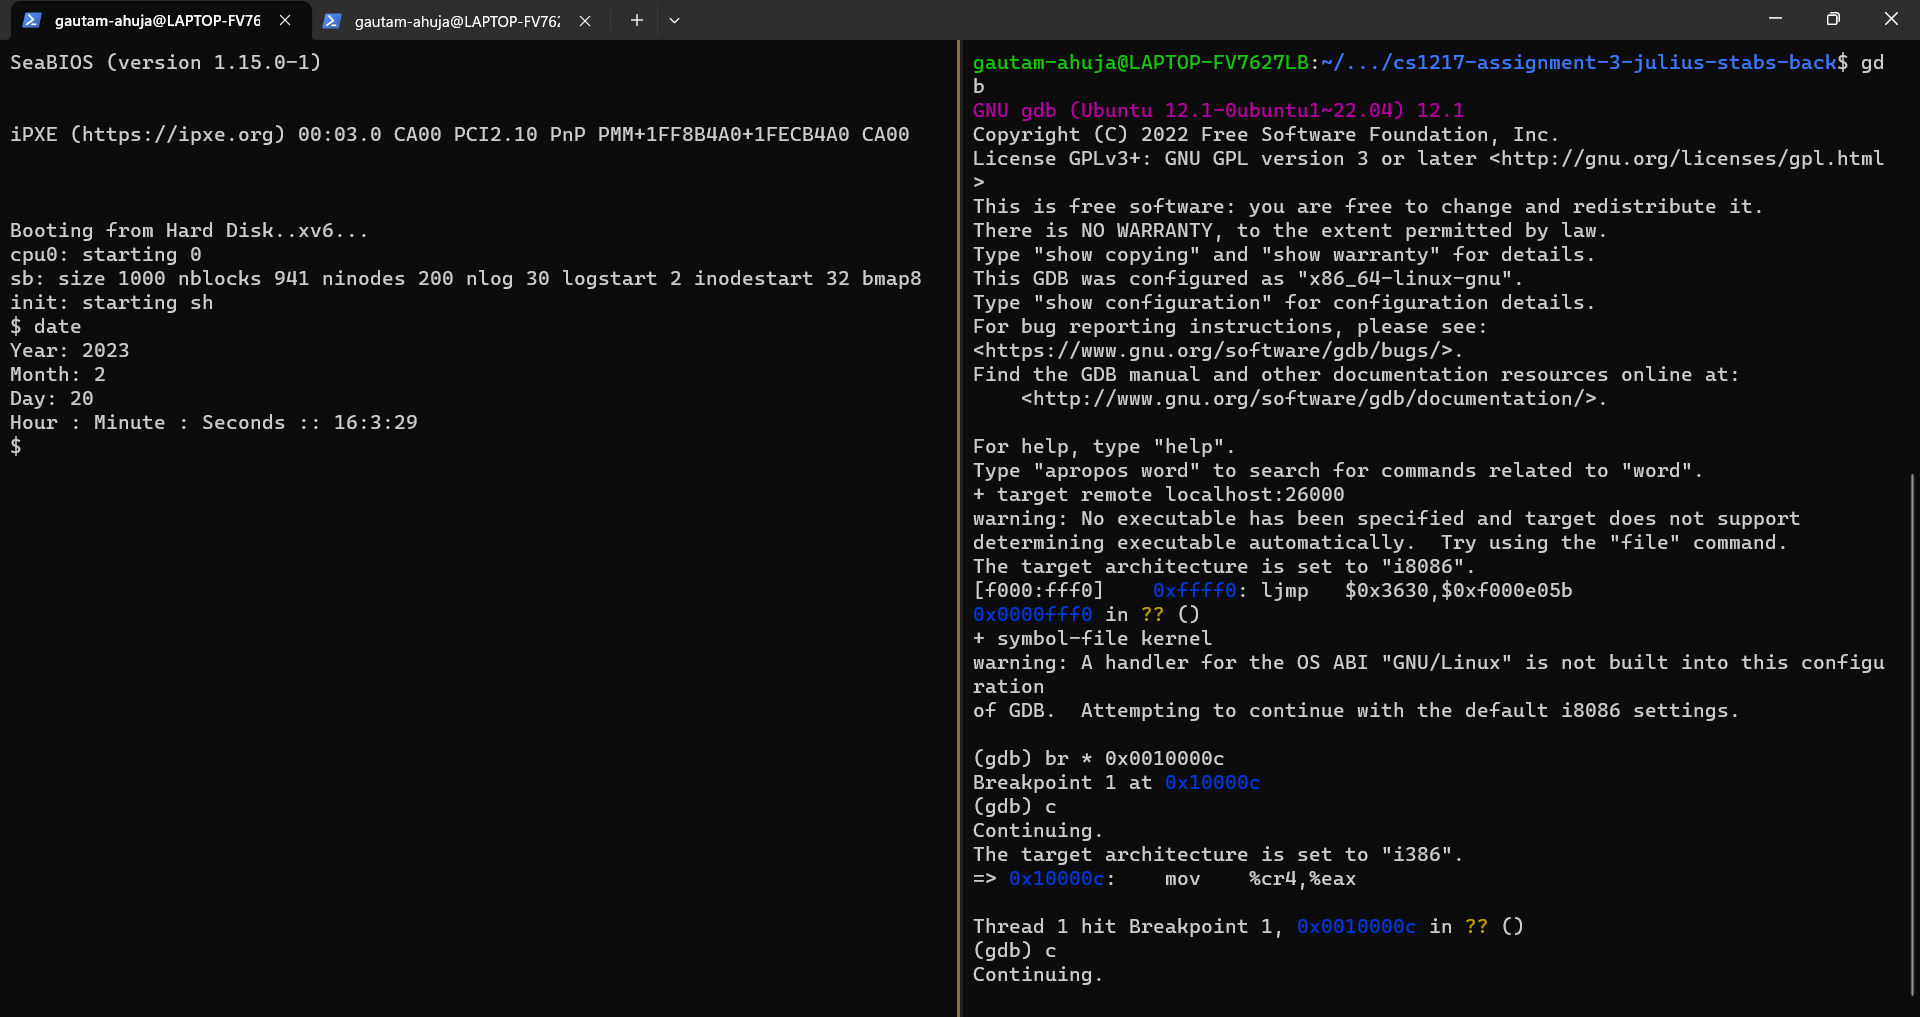 gautam-ahuja@LAPTOP-FV76
gautam-ahuja@LAPTOP-FV762
SeaBIOS (version 1.15.0-1)
iPXE (https://ipxe.org) 00:03.0 CA00 PCI2.10 PnP PMM+1FF8B4A0+1FECB4A0 CA00
Booting from Hard Disk..xv6...
cpu0: starting 0
sb: size 1000 nblocks 941 ninodes 200 nlog 30 logstart 2 inodestart 32 bmap8
init: starting sh
$ date
Year: 2023
Month: 2
Day: 20
Hour : Minute : Seconds :: 16:3:29
$
gautam-ahuja@LAPTOP-FV7627LB:~/.../cs1217-assignment-3-julius-stabs-back$ gd
b
GNU gdb (Ubuntu 12.1-0ubuntu1~22.04) 12.1
Copyright (C) 2022 Free Software Foundation, Inc.
License GPLv3+: GNU GPL version 3 or later <http://gnu.org/licenses/gpl.html
>
This is free software: you are free to change and redistribute it.
There is NO WARRANTY, to the extent permitted by law.
Type "show copying" and "show warranty" for details.
This GDB was configured as "x86_64-linux-gnu".
Type "show configuration" for configuration details.
For bug reporting instructions, please see:
<https://www.gnu.org/software/gdb/bugs/>.
Find the GDB manual and other documentation resources online at:
    <http://www.gnu.org/software/gdb/documentation/>.
For help, type "help".
Type "apropos word" to search for commands related to "word".
+ target remote localhost:26000
warning: No executable has been specified and target does not support
determining executable automatically.  Try using the "file" command.
The target architecture is set to "i8086".
[f000:fff0]    0xffff0: ljmp   $0x3630,$0xf000e05b
0x0000fff0 in ?? ()
+ symbol-file kernel
warning: A handler for the OS ABI "GNU/Linux" is not built into this configu
ration
of GDB.  Attempting to continue with the default i8086 settings.
(gdb) br * 0x0010000c
Breakpoint 1 at 0x10000c
(gdb) c
Continuing.
The target architecture is set to "i386".
=> 0x10000c:    mov    %cr4,%eax
Thread 1 hit Breakpoint 1, 0x0010000c in ?? ()
(gdb) c
Continuing.